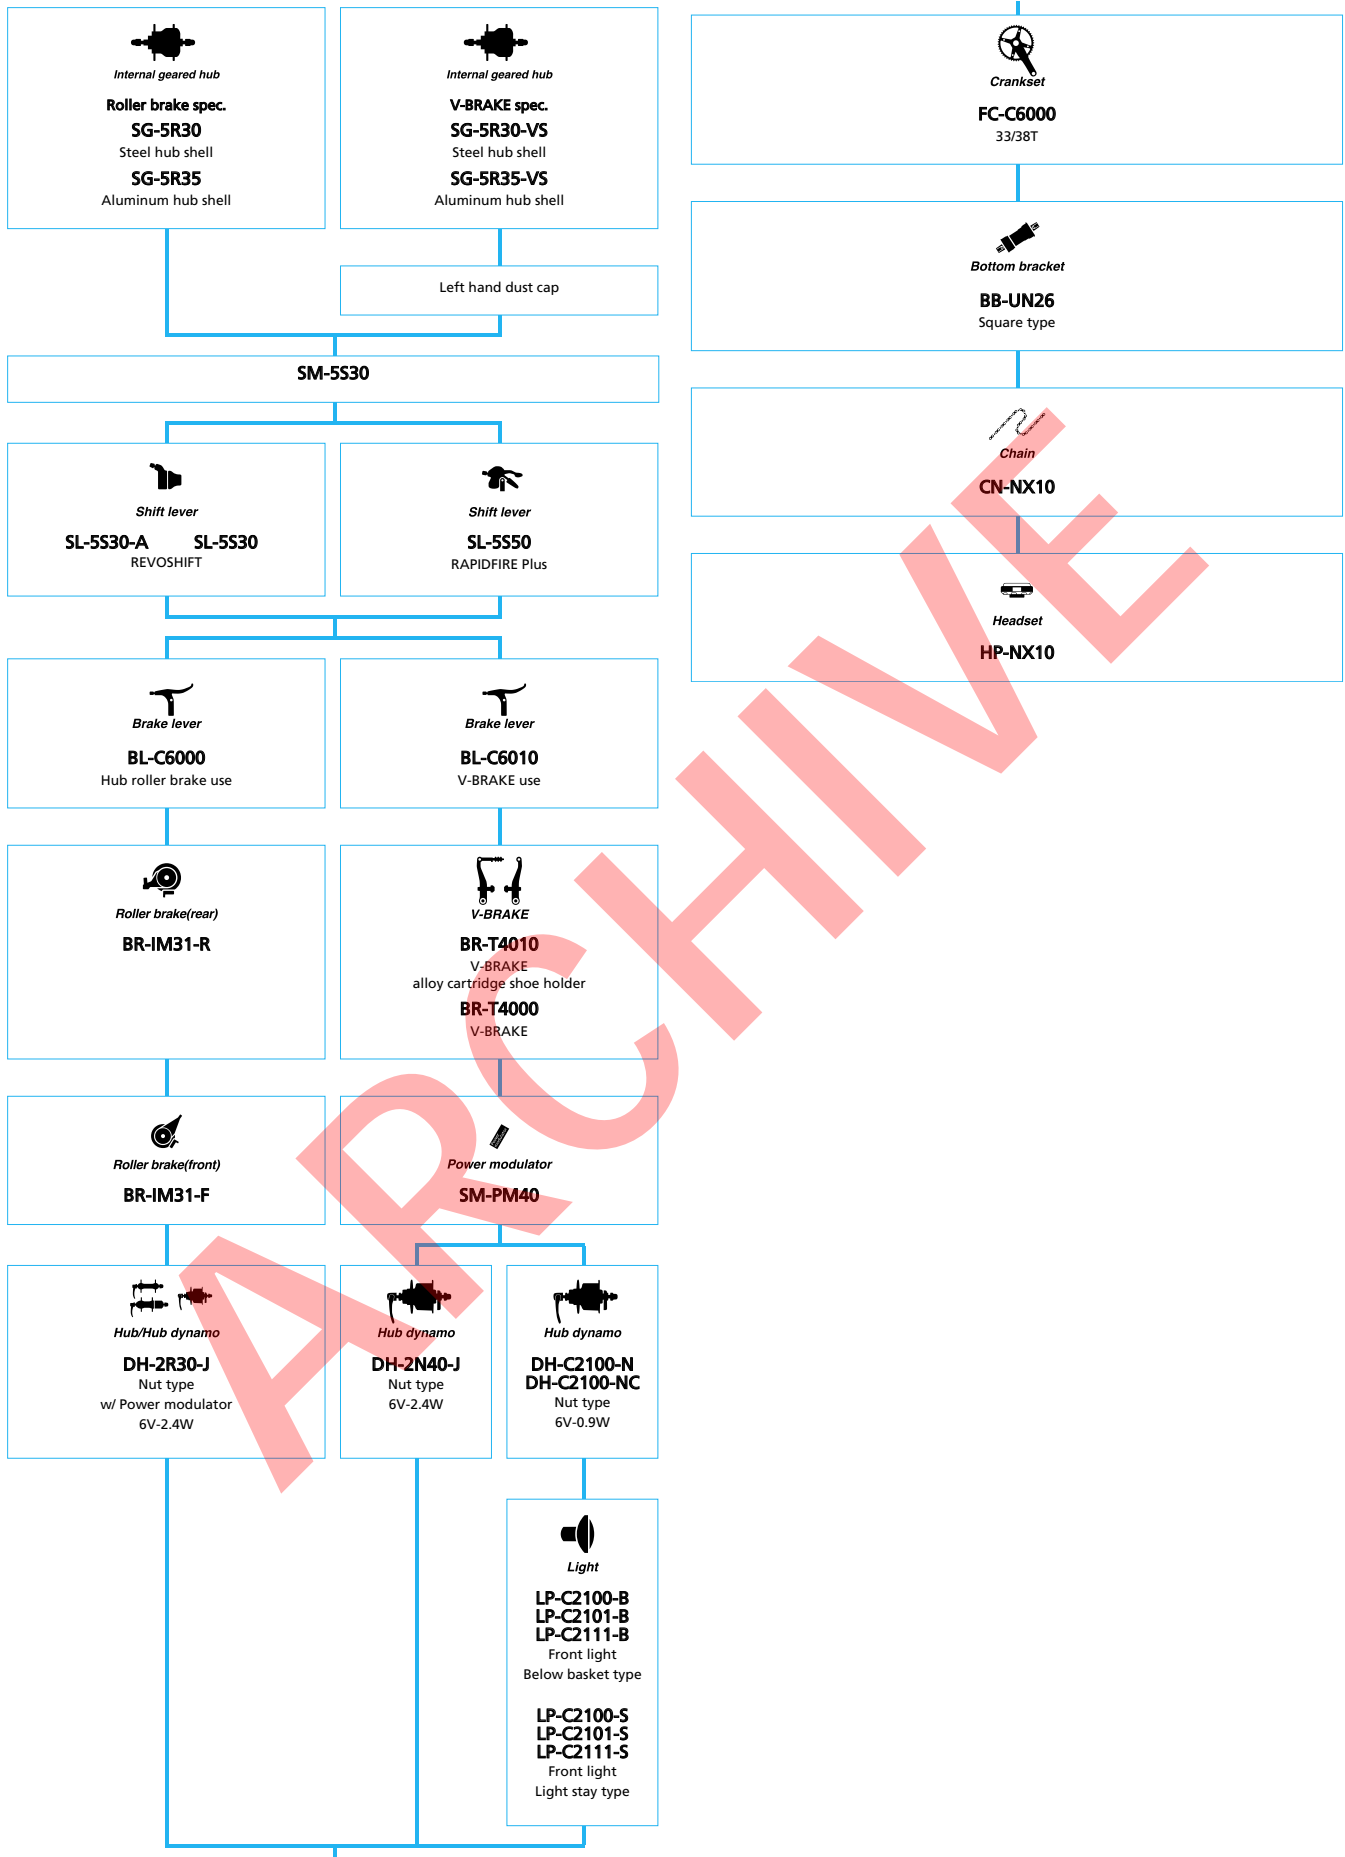 Internal geared hub
Roller brake spec.
SG-5R30
Steel hub shell
SG-5R35
Aluminum hub shell
Internal geared hub
V-BRAKE spec.
SG-5R30-VS
Steel hub shell
SG-5R35-VS
Aluminum hub shell
Left hand dust cap
SM-5S30
Shift lever
SL-5S30-A SL-5S30
REVOSHIFT
Shift lever
SL-5S50
RAPIDFIRE Plus
Brake lever
BL-C6000
Hub roller brake use
Brake lever
BL-C6010
V-BRAKE use
Roller brake(rear)
BR-IM31-R
V-BRAKE
BR-T4010
V-BRAKE
alloy cartridge shoe holder
BR-T4000
V-BRAKE
Roller brake(front)
BR-IM31-F
Power modulator
SM-PM40
Hub/Hub dynamo
DH-2R30-J
Nut type
w/ Power modulator
6V-2.4W
Hub dynamo
DH-2N40-J
Nut type
6V-2.4W
Hub dynamo
DH-C2100-N
DH-C2100-NC
Nut type
6V-0.9W
Light
LP-C2100-B
LP-C2101-B
LP-C2111-B
Front light
Below basket type
LP-C2100-S
LP-C2101-S
LP-C2111-S
Front light
Light stay type
Crankset
FC-C6000
33/38T
Bottom bracket
BB-UN26
Square type
Chain
CN-NX10
Headset
HP-NX10
ARCHIVE